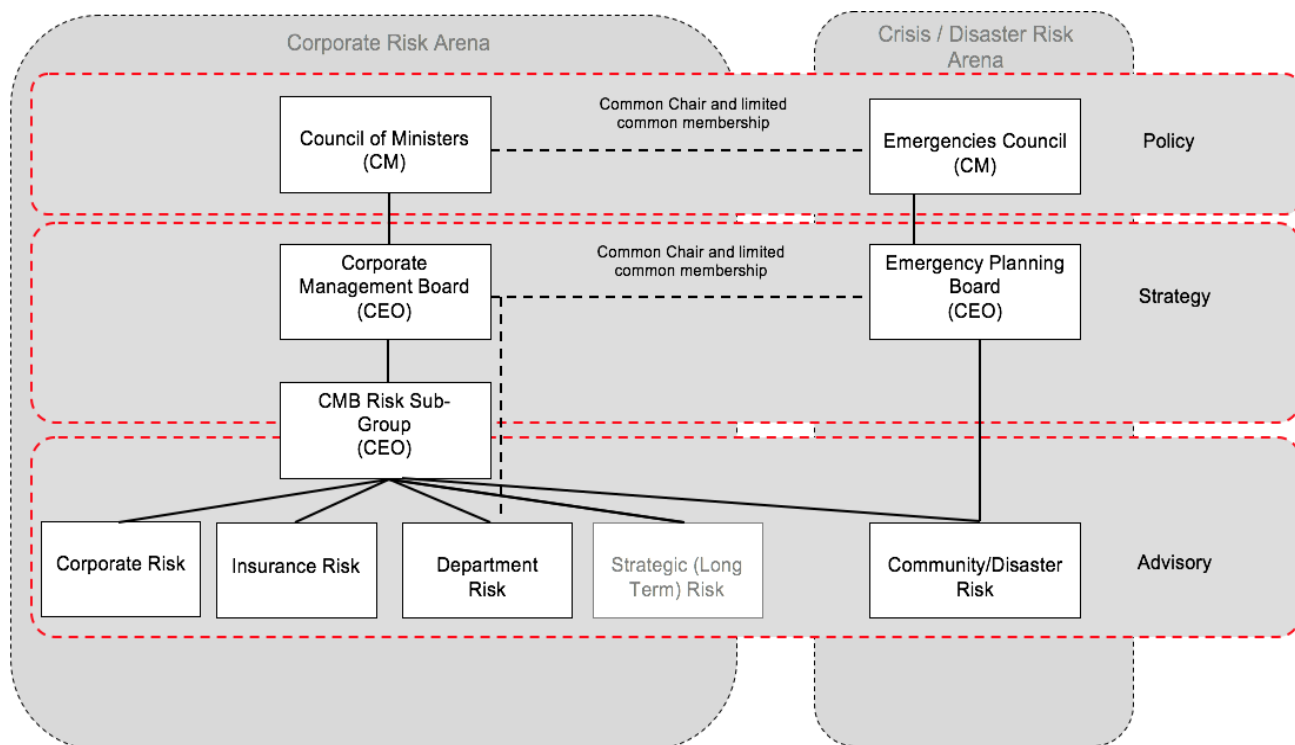 Corporate Risk Arena
Crisis / Disaster Risk
Arena
Common Chair and limited
common membership
Council of Ministers
(CM)
Emergencies Council
(CM)
Policy
Common Chair and limited
common membership
Corporate
Management Board
(CEO)
Emergency Planning
Board
(CEO)
Strategy
CMB Risk Sub-
Group
(CEO)
Corporate Risk
Insurance Risk
Department
Risk
Strategic (Long
Term) Risk
Community/Disaster
Risk
Advisory